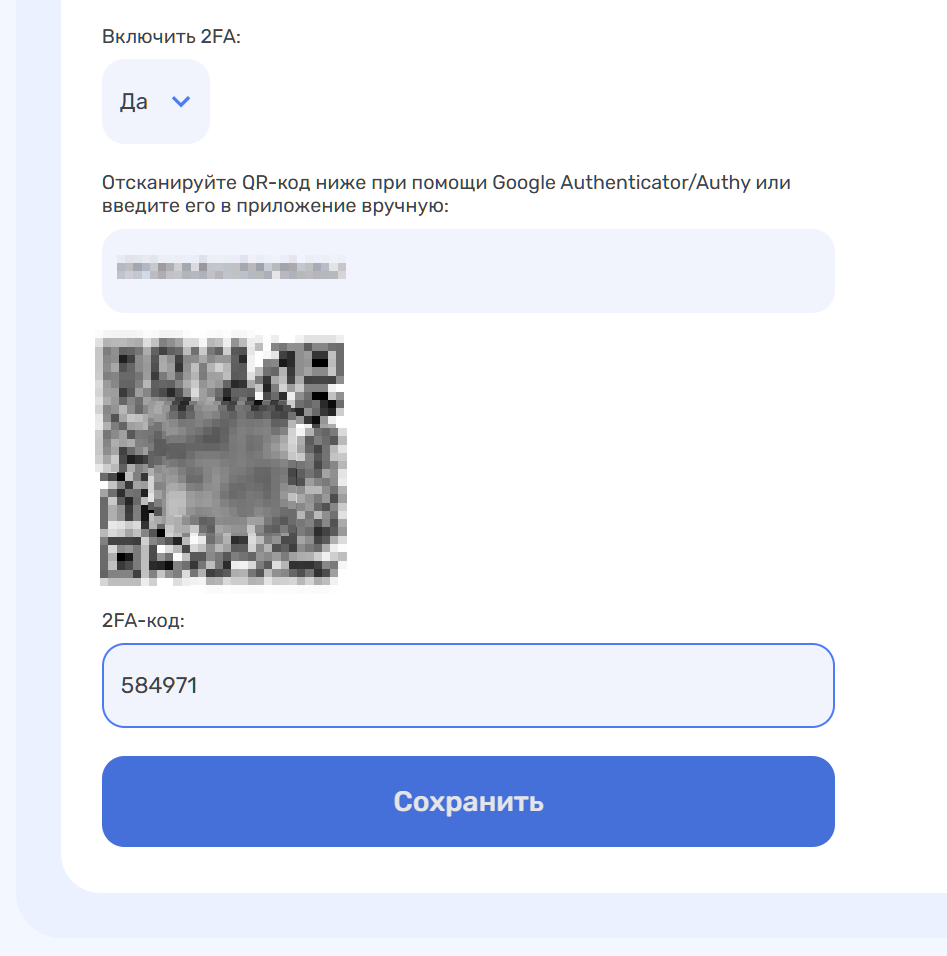 Включить 2FA:
Да
Отсканируйте QR-код ниже при помощи Google Authenticator/Authy или
введите его в приложение вручную:
2FA-код:
584971
Сохранить